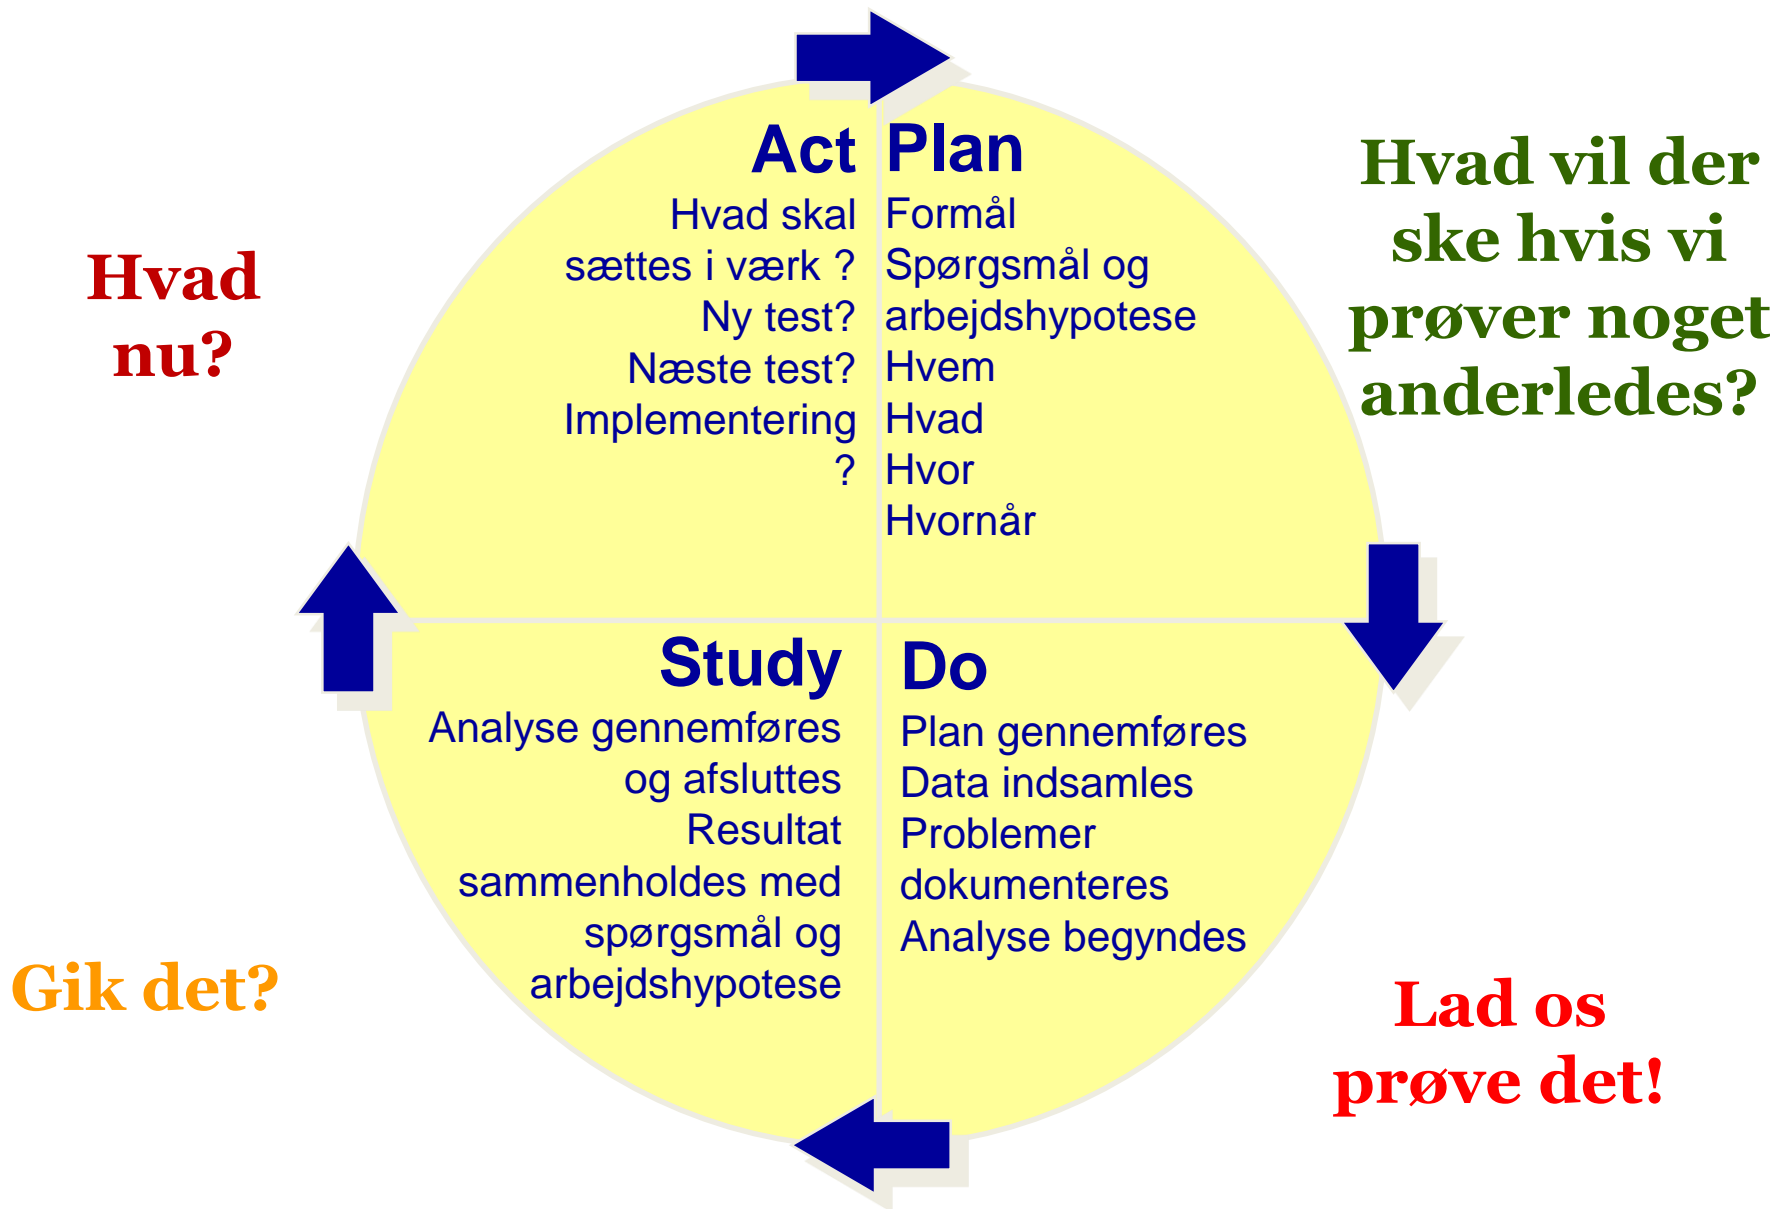 Act
Hvad skal
sættes i værk ?
Ny test?
Næste test?
Implementering
?
Plan
Formål
Spørgsmål og
arbejdshypotese
Hvem
Hvad
Hvor
Hvornår
Hvad vil der
ske hvis vi
prøver noget
anderledes?
Hvad
nu?
Study
Analyse gennemføres
og afsluttes
Resultat
sammenholdes med
spørgsmål og
arbejdshypotese
Do
Plan gennemføres
Data indsamles
Problemer
dokumenteres
Analyse begyndes
Gik det?
Lad os
prøve det!